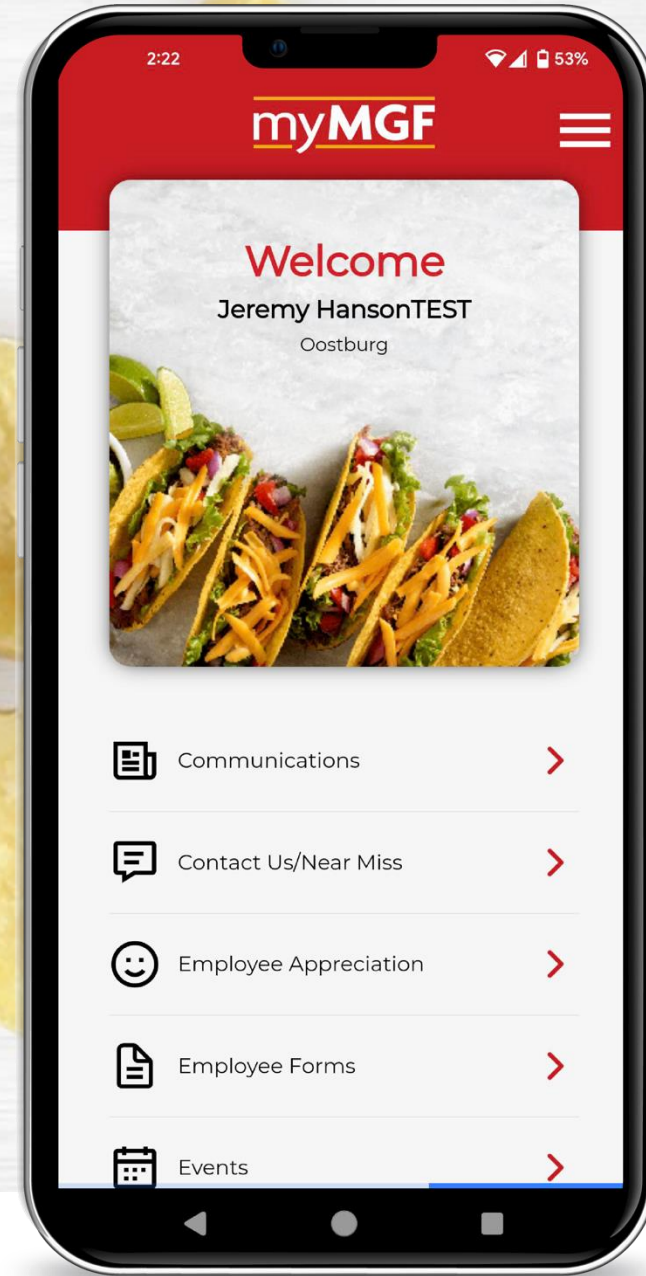 2:22
53%
myMGF
Welcome
Jeremy HansonTEST
Oostburg
Communications
Contact Us/Near Miss
Employee Appreciation
Employee Forms
Events